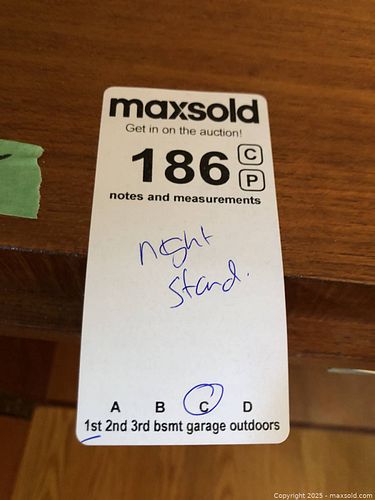 maxsold
Get in on the auction!
186 C
P
notes and measurements
night
stand.
A B C D
1st 2nd 3rd bsmt garage outdoors
Copyright 2025 - maxsold.com